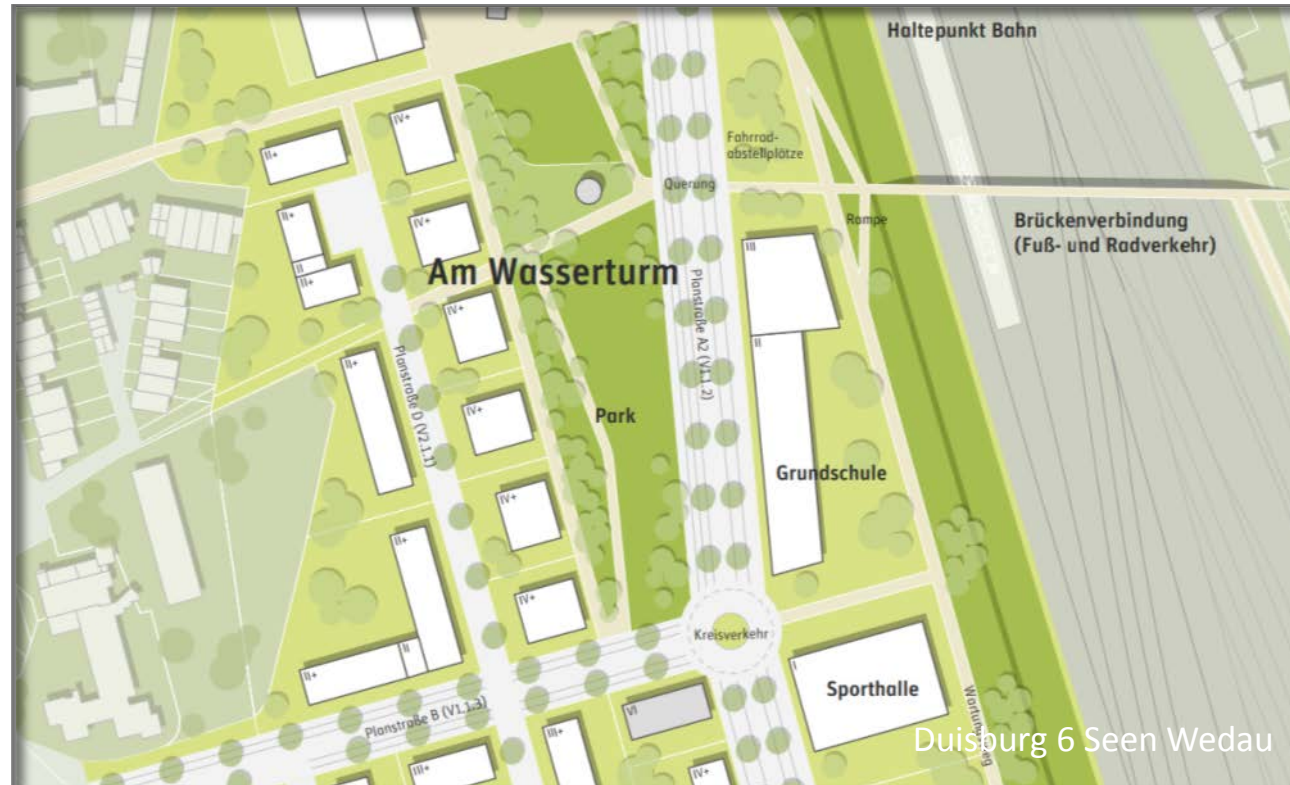 Haltepunkt Bahn
IV+
II+
Fahrrad-
abstellplätze
Querung
II+
IV+
Rampe
Brückenverbindung
(Fuß- und Radverkehr)
III
II
II+
Am Wasserturm
IV+
Planstraße A2 (V1.1.2)
II
II+
Planstraße D (V2.1.1)
IV+
Park
Grundschule
IV+
II+
IV+
Kreisverkehr
II
II+
I
Sporthalle
Planstraße B (V1.1.3)
VI
III+
III+
IV+
Duisburg 6 Seen Wedau